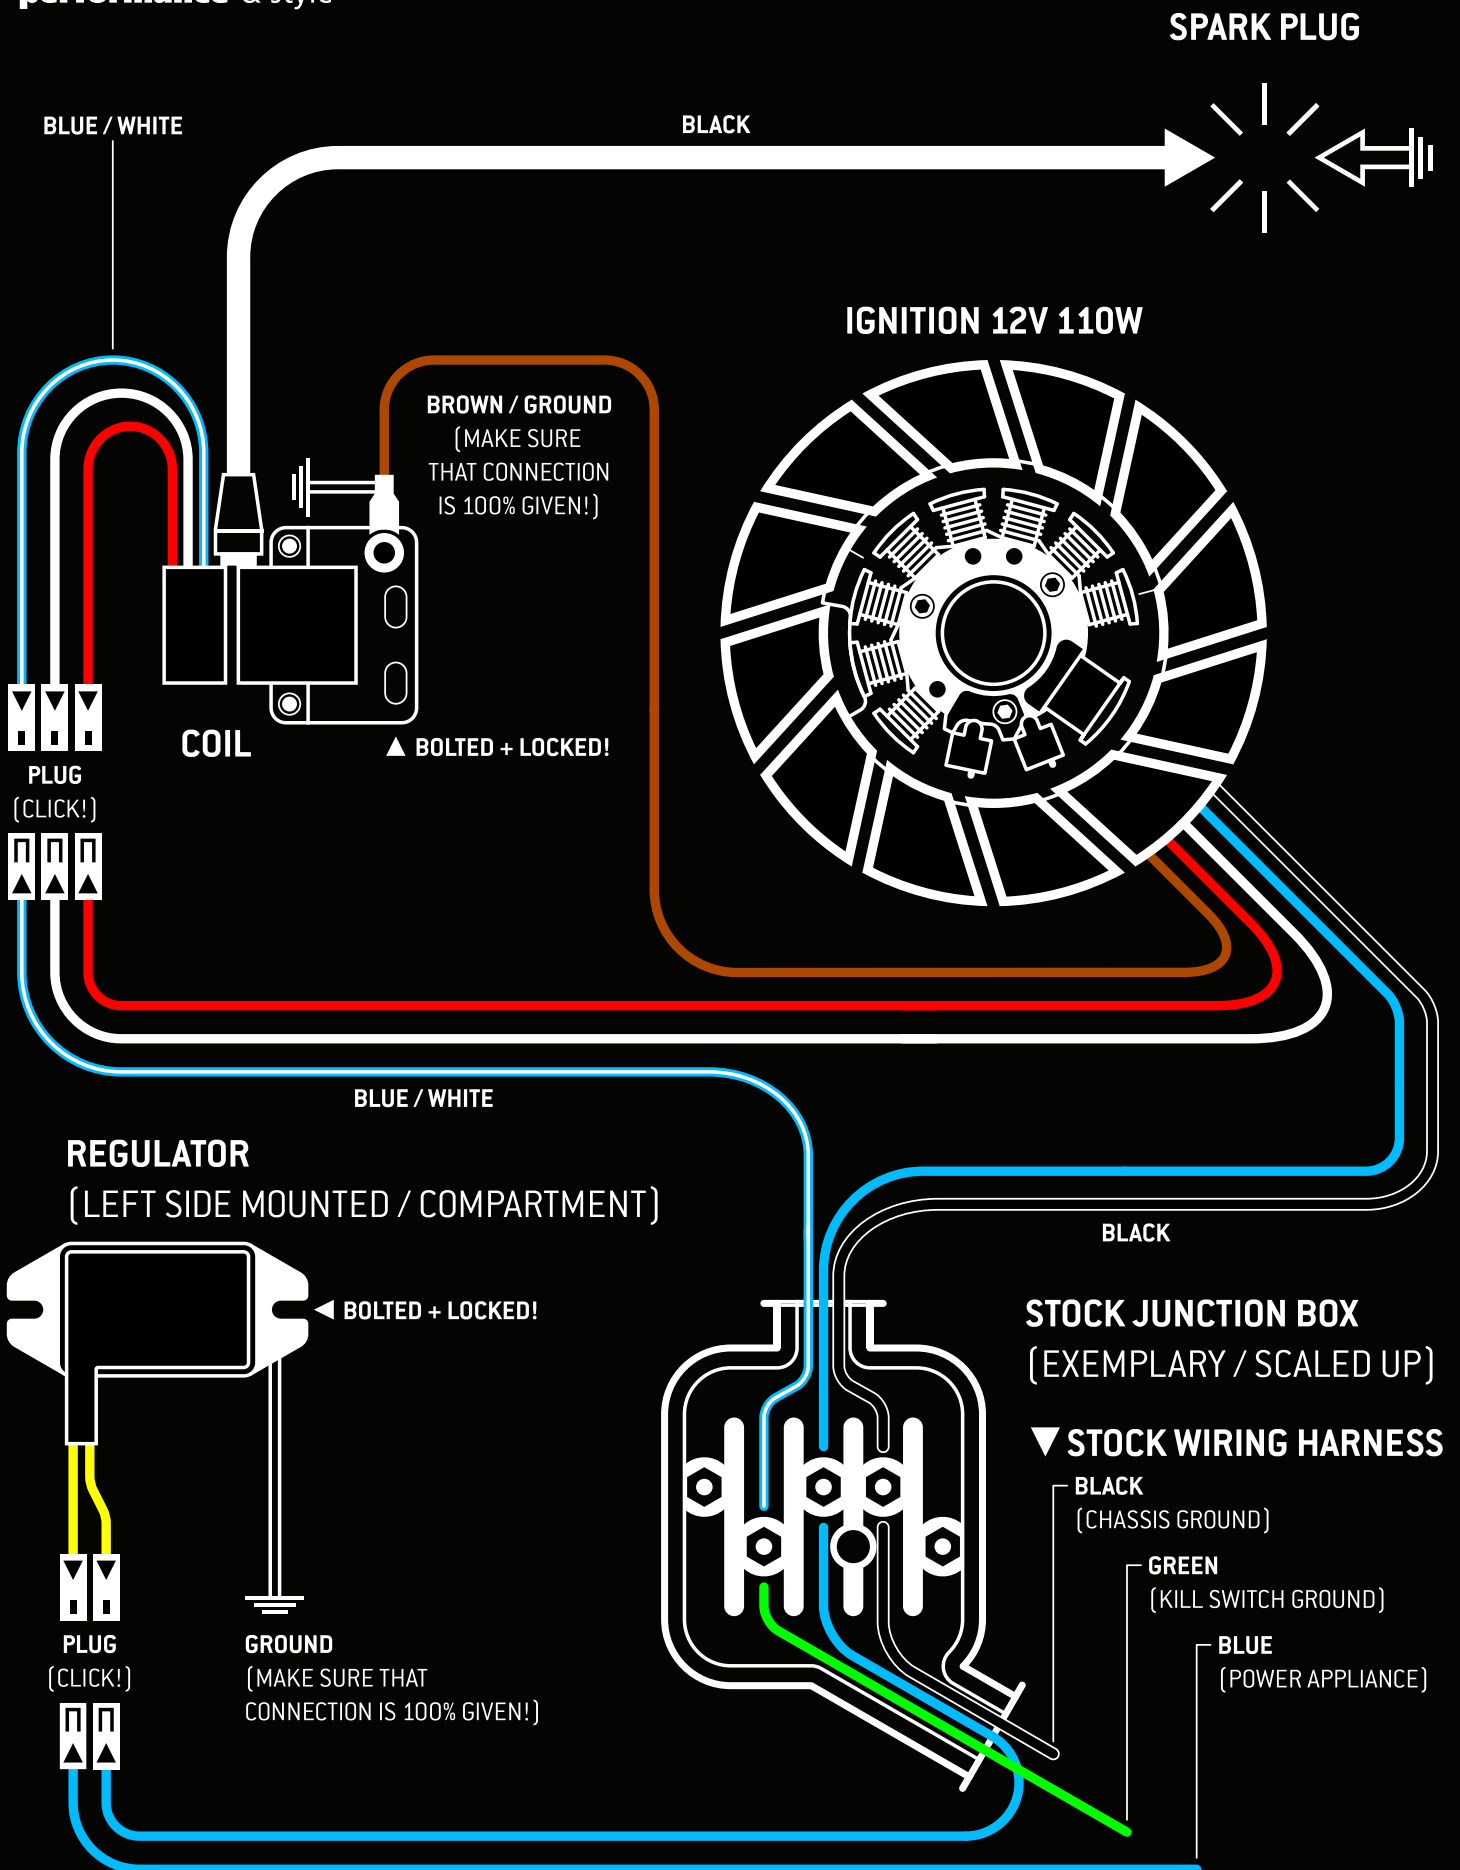 performance & style
SPARK PLUG
BLUE / WHITE
BLACK
IGNITION 12V 110W
BROWN / GROUND
(MAKE SURE
THAT CONNECTION
IS 100% GIVEN!)
COIL
▲ BOLTED + LOCKED!
PLUG
(CLICK!)
BLUE / WHITE
REGULATOR
(LEFT SIDE MOUNTED / COMPARTMENT)
BLACK
◀ BOLTED + LOCKED!
STOCK JUNCTION BOX
(EXEMPLARY / SCALED UP)
▼ STOCK WIRING HARNESS
BLACK
(CHASSIS GROUND)
GREEN
(KILL SWITCH GROUND)
BLUE
(POWER APPLIANCE)
PLUG
(CLICK!)
GROUND
(MAKE SURE THAT
CONNECTION IS 100% GIVEN!)